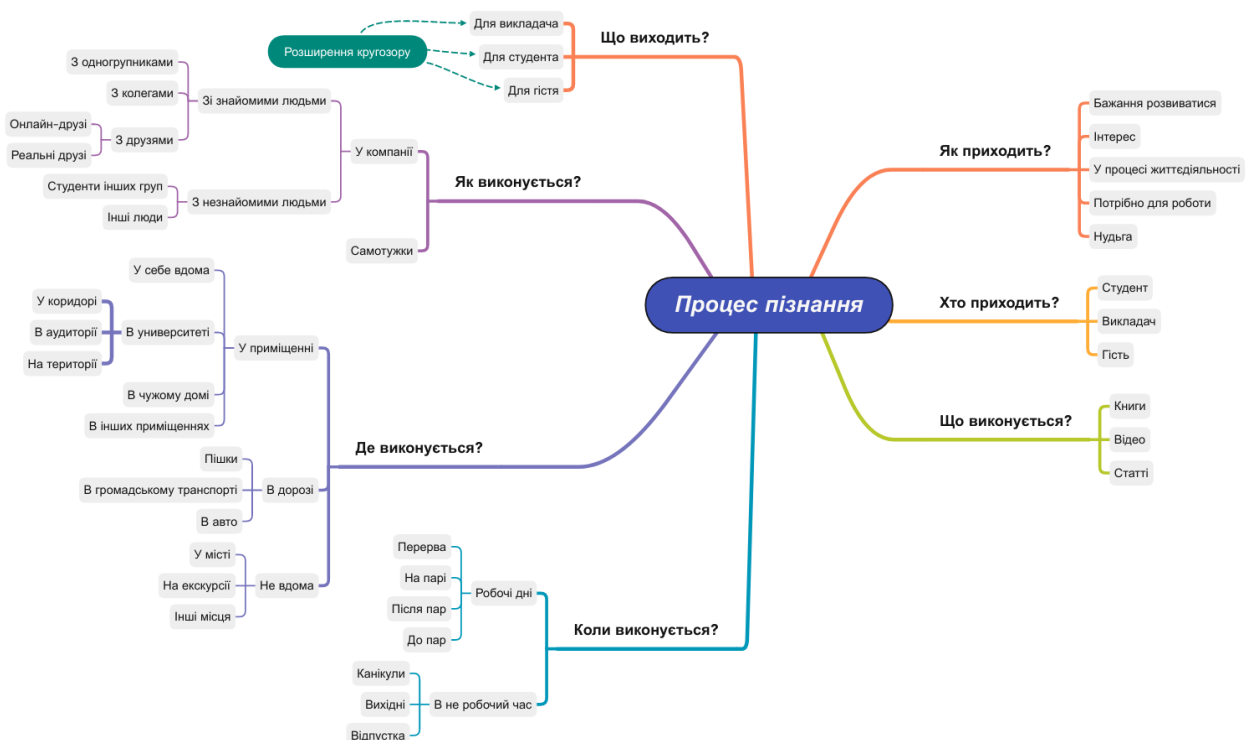 Процес пізнання
Що виходить?
Для викладача
Для студента
Для гістя
Розширення кругозору
Як приходить?
Бажання розвиватися
Інтерес
У процесі життєдіяльності
Потрібно для роботи
Нудьга
Хто приходить?
Студент
Викладач
Гість
Що виконується?
Книги
Відео
Статті
Як виконується?
У компанії
Зі знайомими людьми
З одногрупниками
З колегами
З друзями
Онлайн-друзі
Реальні друзі
З незнайомими людьми
Студенти інших груп
Інші люди
Самотужки
Де виконується?
У приміщенні
У себе вдома
В университеті
У коридорі
В аудиторії
На території
В чужому домі
В інших приміщеннях
В дорозі
Пішки
В громадському транспорті
В авто
Не вдома
У місті
На екскурсії
Інші місця
Коли виконується?
Робочі дні
Перерва
На парі
Після пар
До пар
В не робочий час
Канікули
Вихідні
Відпустка